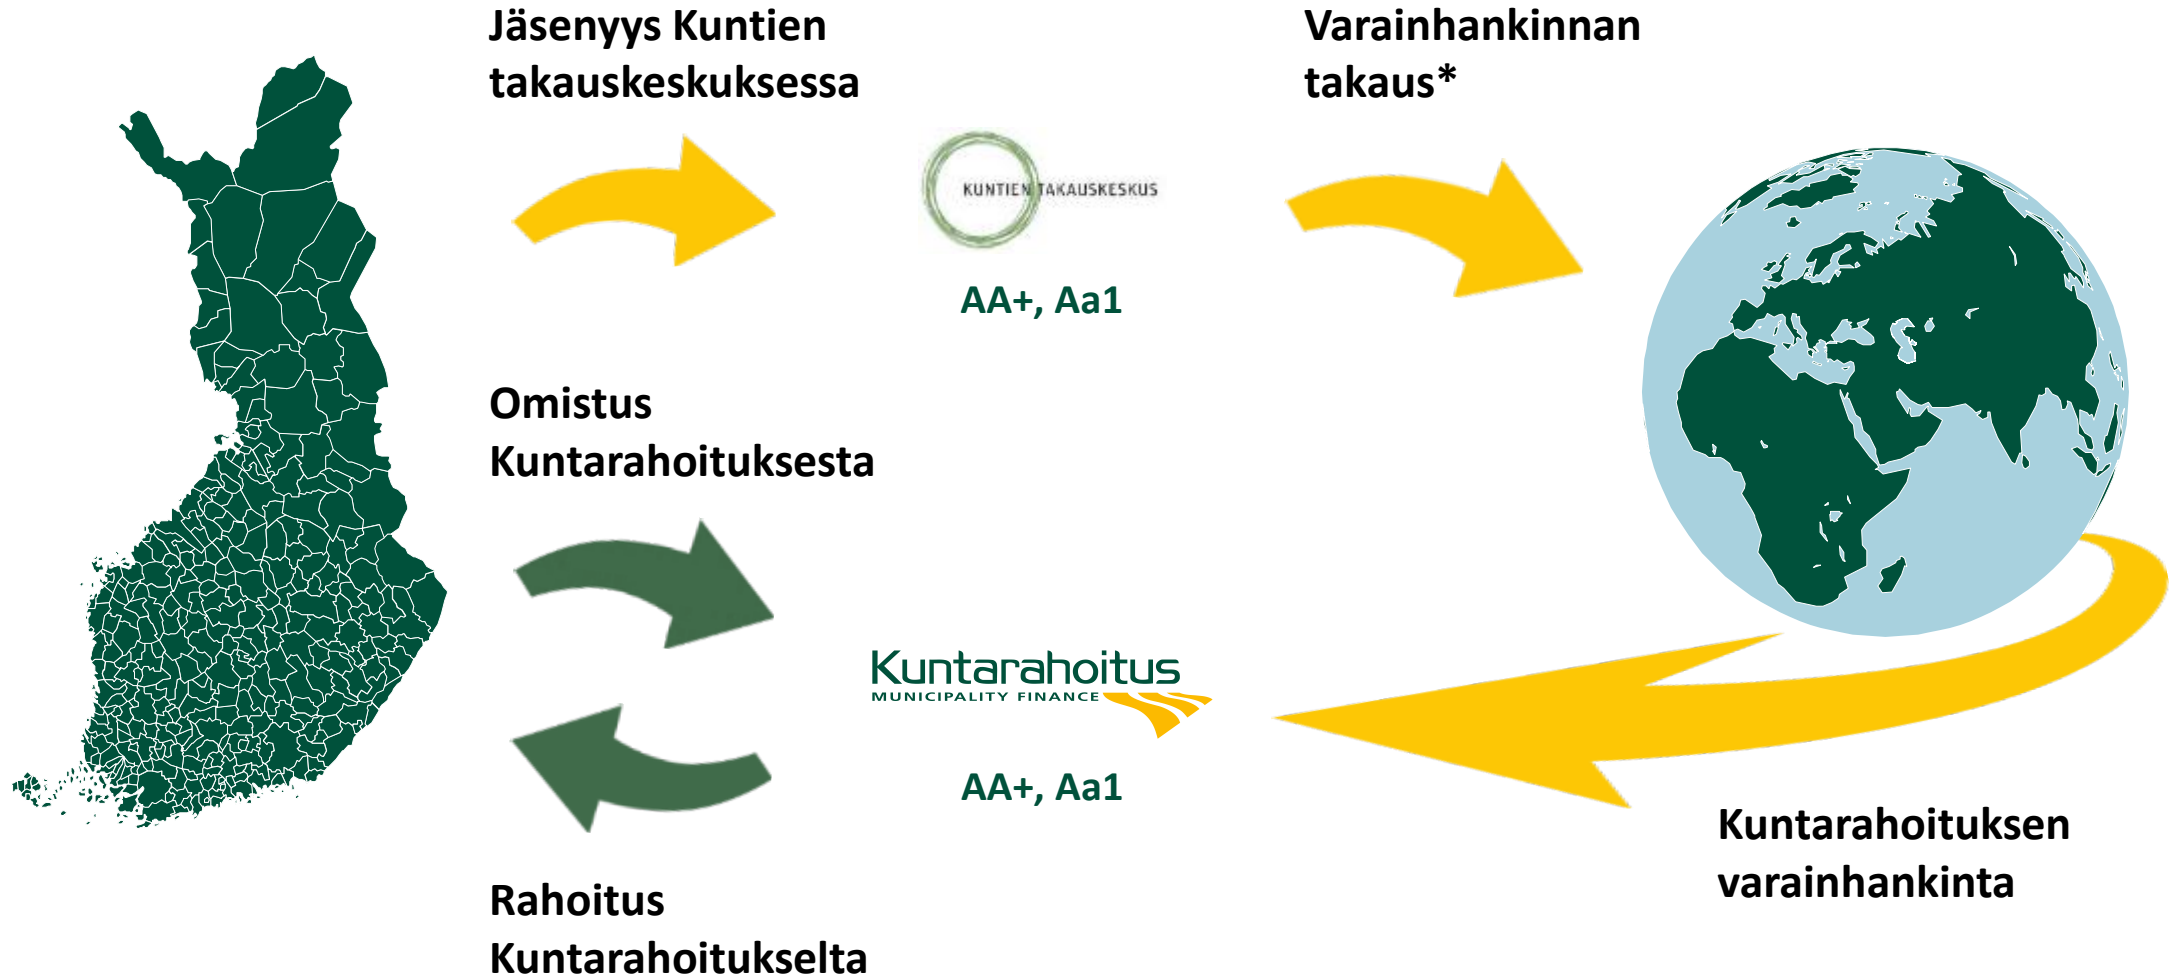 Jäsenyys Kuntien
takauskeskuksessa
Varainhankinnan
takaus*
KUNTIEN TAKAUSKESKUS
AA+, Aa1
Omistus
Kuntarahoituksesta
Kuntarahoitus
MUNICIPALITY FINANCE
AA+, Aa1
Kuntarahoituksen
varainhankinta
Rahoitus
Kuntarahoitukselta